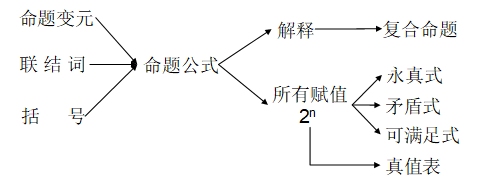 命题变元
联结词
括号
命题公式
解释
复合命题
所有赋值
2ⁿ
永真式
矛盾式
可满足式
真值表